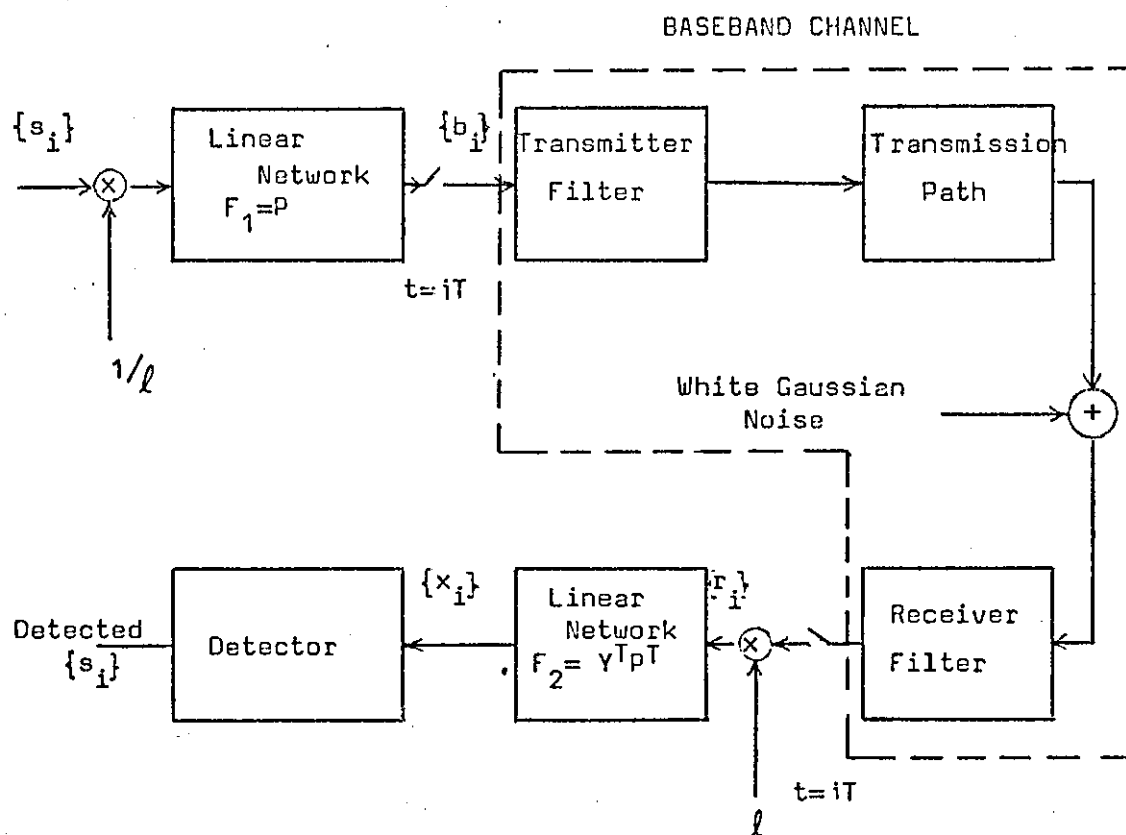 BASEBAND CHANNEL
{s_i}
Linear
Network
F_1=P
{b_i}
Transmitter
Filter
Transmission
Path
t=iT
1/ℓ
White Gaussian
Noise
+
×
{x_i}
{r_i}
Detected
{s_i}
Detector
Linear
Network
F_2= Y^TP^T
×
Receiver
Filter
t=iT
ℓ